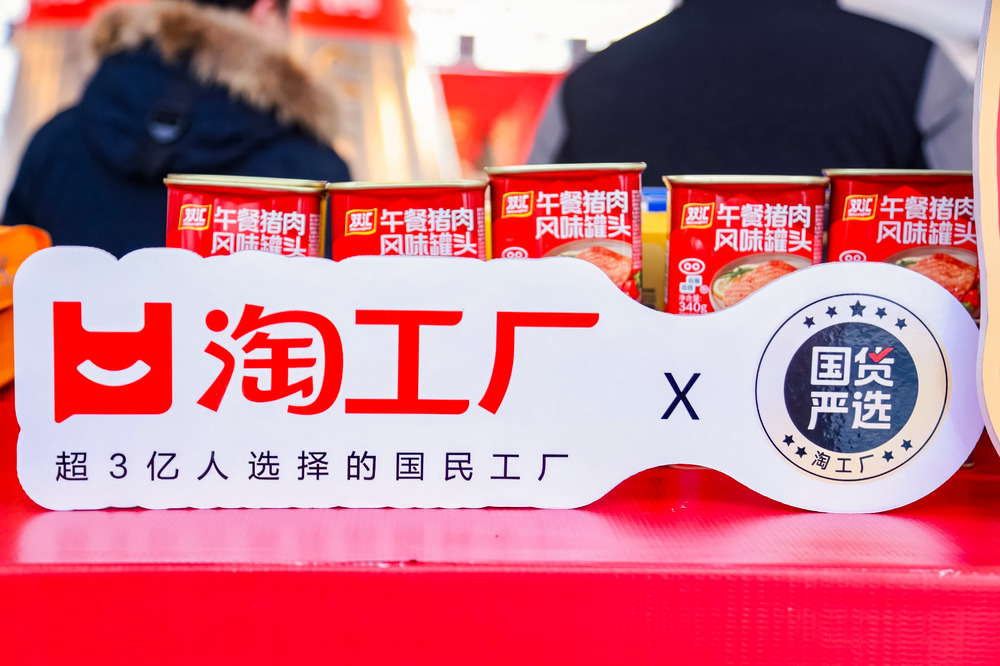 双汇 午餐猪肉
风味罐头
双汇 午餐猪肉
风味罐头
双汇 午餐猪肉
风味罐头
双汇 午餐猪肉
风味罐头
净含量:
340g
双汇 午餐猪肉
风味罐头
淘工厂
超3亿人选择的国民工厂
X
国货
严选
淘工厂